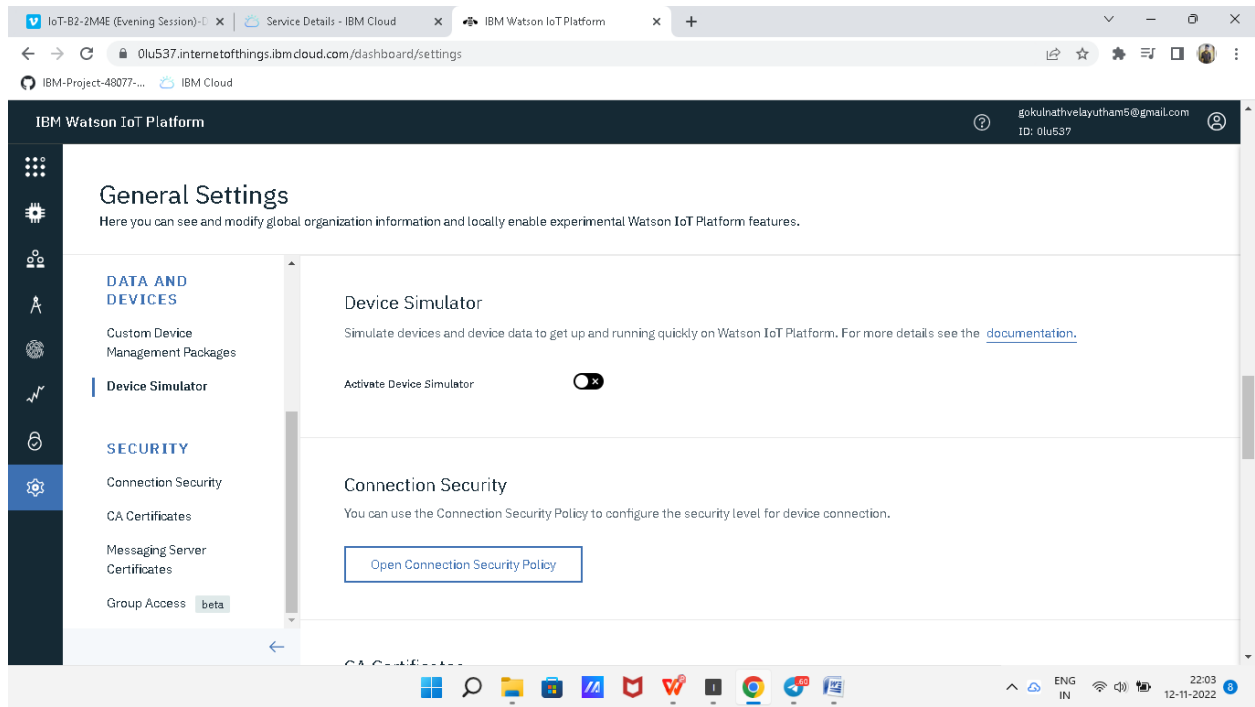 IoT-B2-2M4E (Evening Session)-D
Service Details - IBM Cloud
IBM Watson IoT Platform
0lu537.internetofthings.ibmcloud.com/dashboard/settings
IBM-Project-48077-...
IBM Cloud
IBM Watson IoT Platform
gokulnathvelayutham5@gmail.com
ID: 0lu537
General Settings
Here you can see and modify global organization information and locally enable experimental Watson IoT Platform features.
DATA AND
DEVICES
Custom Device
Management Packages
Device Simulator
SECURITY
Connection Security
CA Certificates
Messaging Server
Certificates
Group Access beta
Device Simulator
Simulate devices and device data to get up and running quickly on Watson IoT Platform. For more details see the documentation.
Activate Device Simulator
Connection Security
You can use the Connection Security Policy to configure the security level for device connection.
Open Connection Security Policy
CA Certificates
60
ENG
IN
22:03
12-11-2022
8